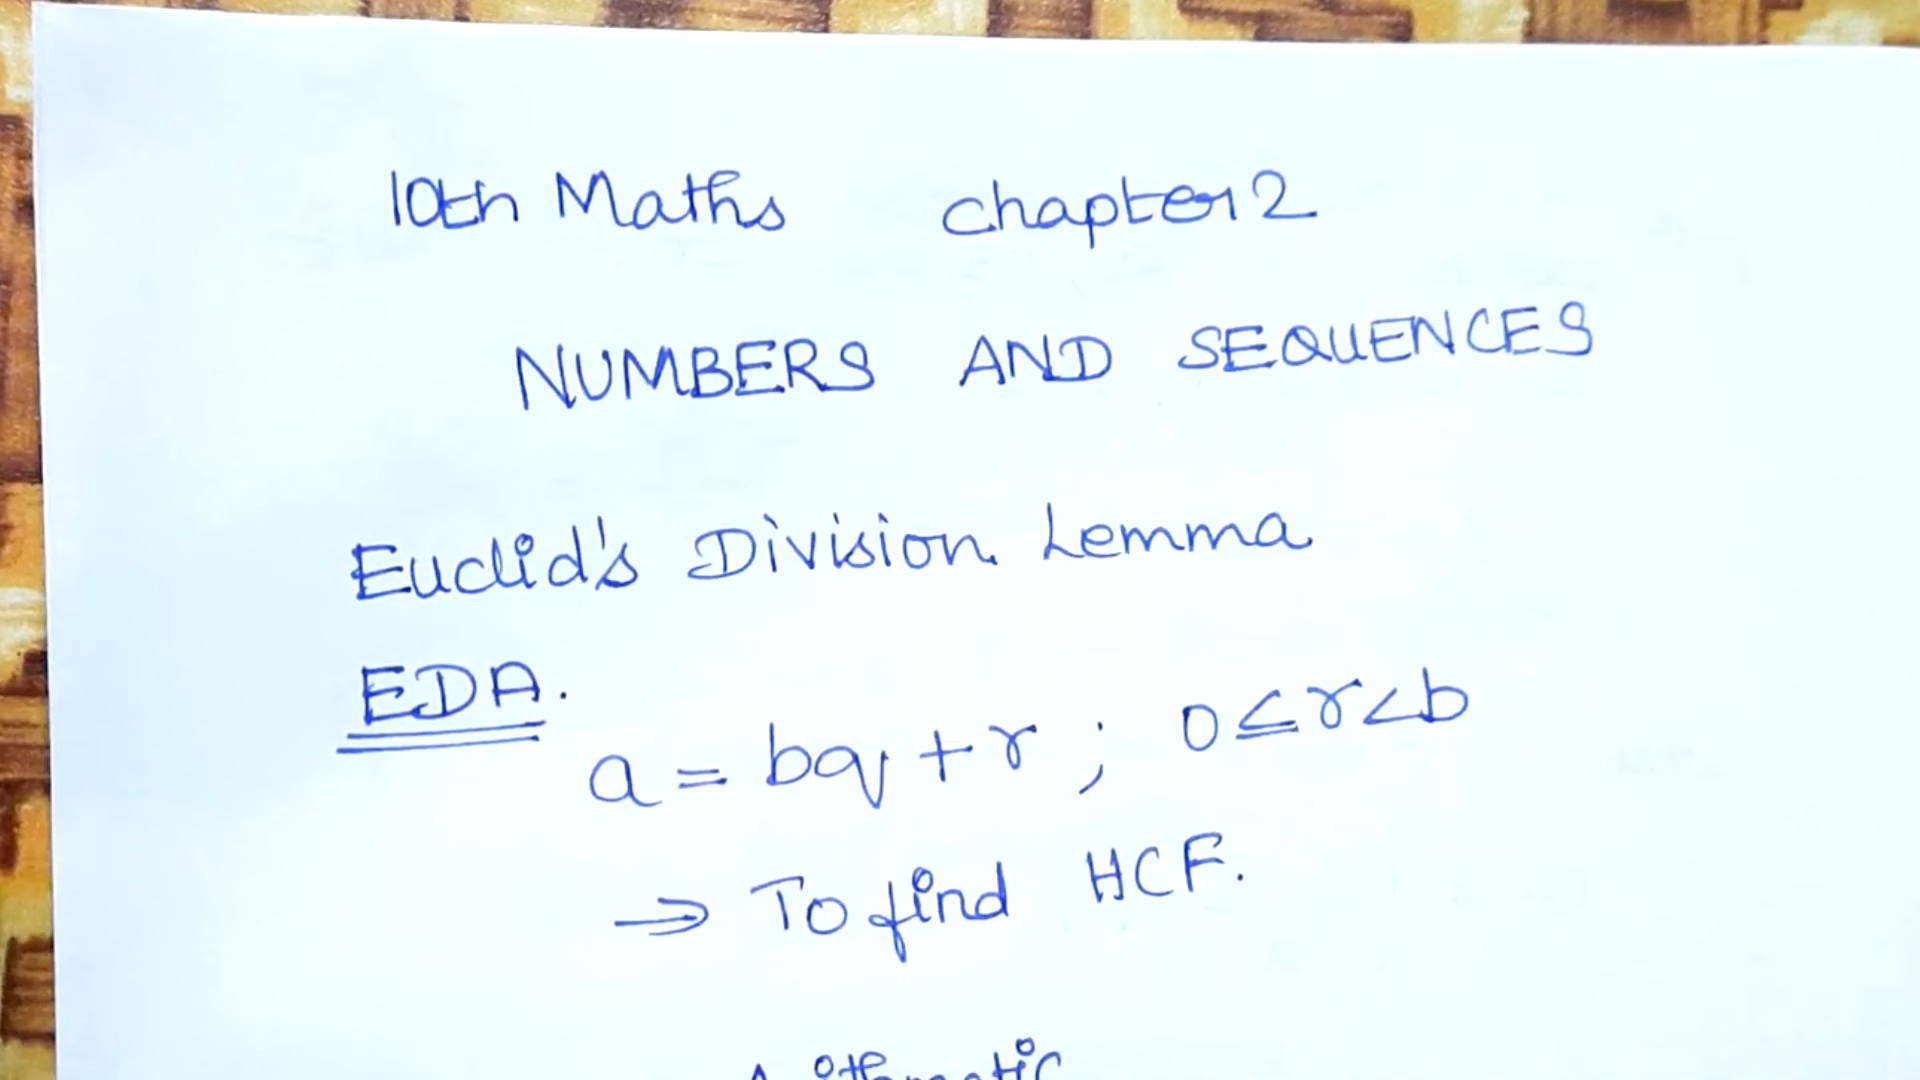 10th Maths chapter 2
NUMBERS AND SEQUENCES
Euclid's Division Lemma
EDA.
a = bq + r ; 0 ≤ r < b
⇒ To find HCF.